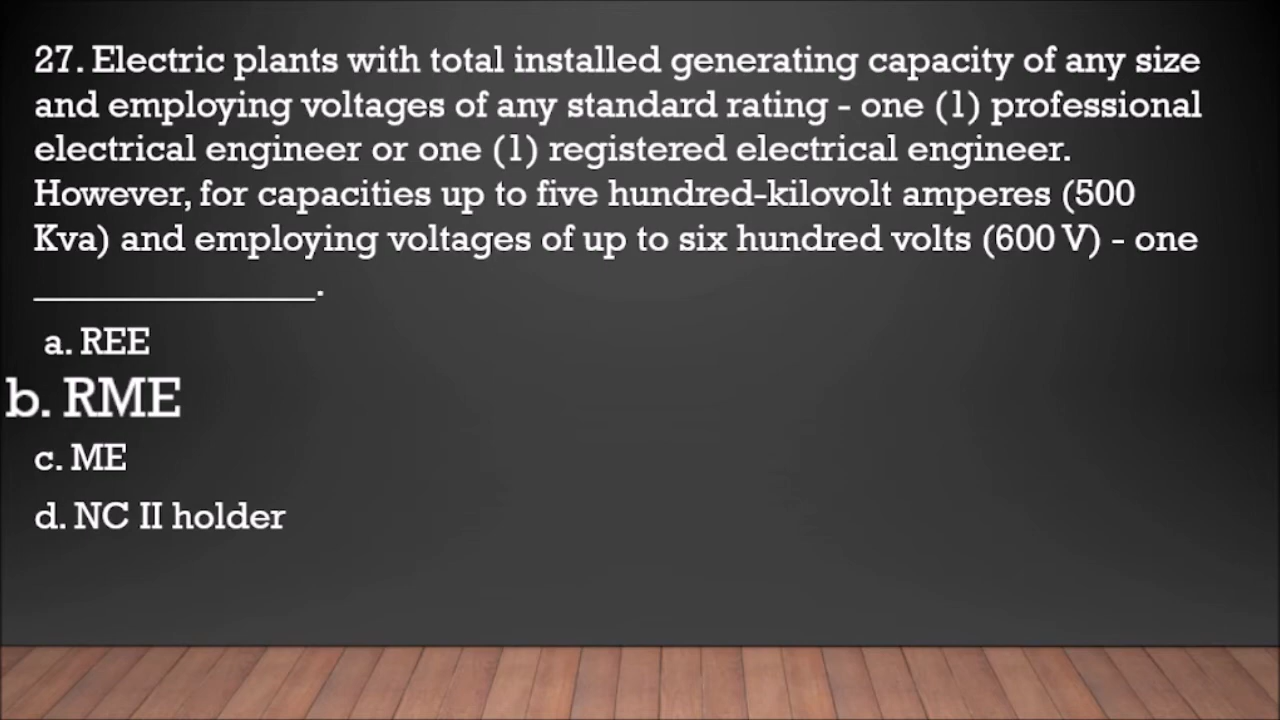 27. Electric plants with total installed generating capacity of any size
and employing voltages of any standard rating - one (1) professional
electrical engineer or one (1) registered electrical engineer.
However, for capacities up to five hundred-kilovolt amperes (500
Kva) and employing voltages of up to six hundred volts (600 V) - one
______________.
a. REE
b. RME
c. ME
d. NC II holder